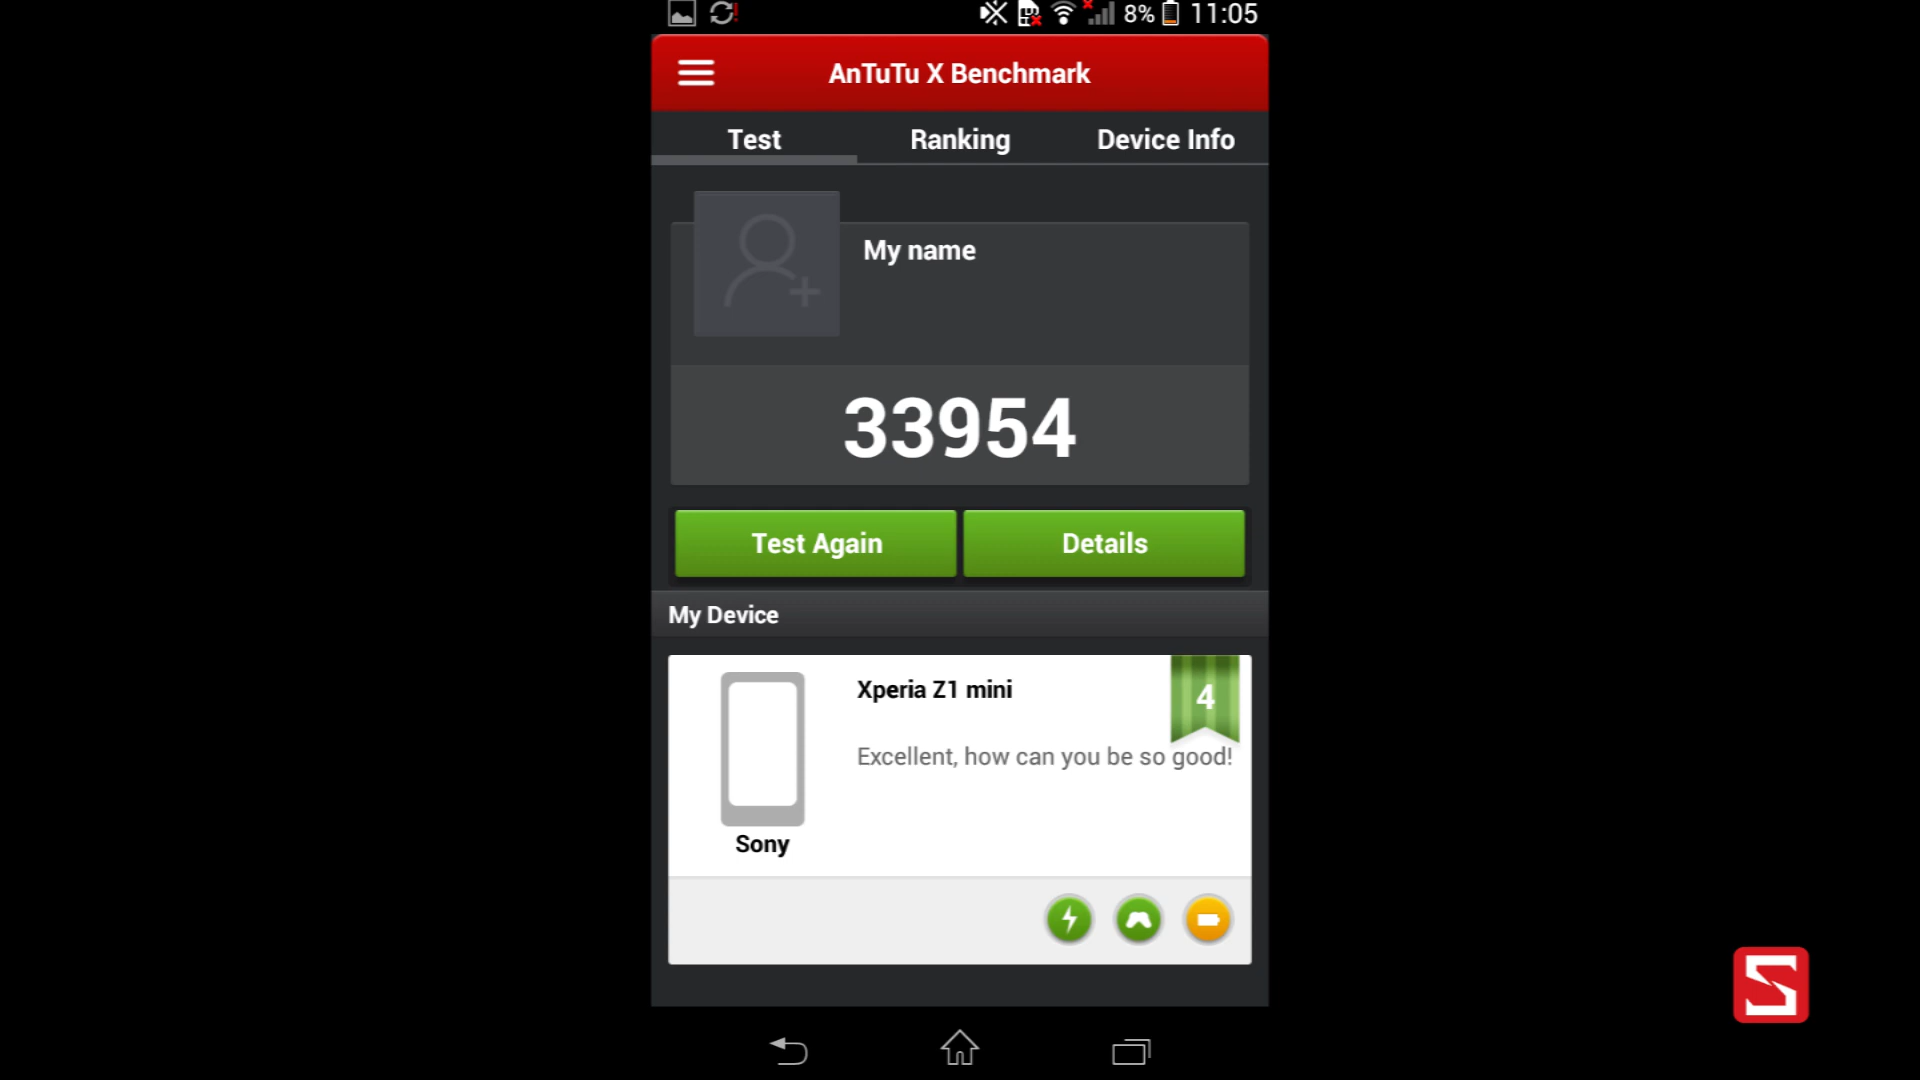 8% 11:05
AnTuTu X Benchmark
Test Ranking Device Info
My name
33954
Test Again Details
My Device
Xperia Z1 mini
4
Excellent, how can you be so good!
Sony
S